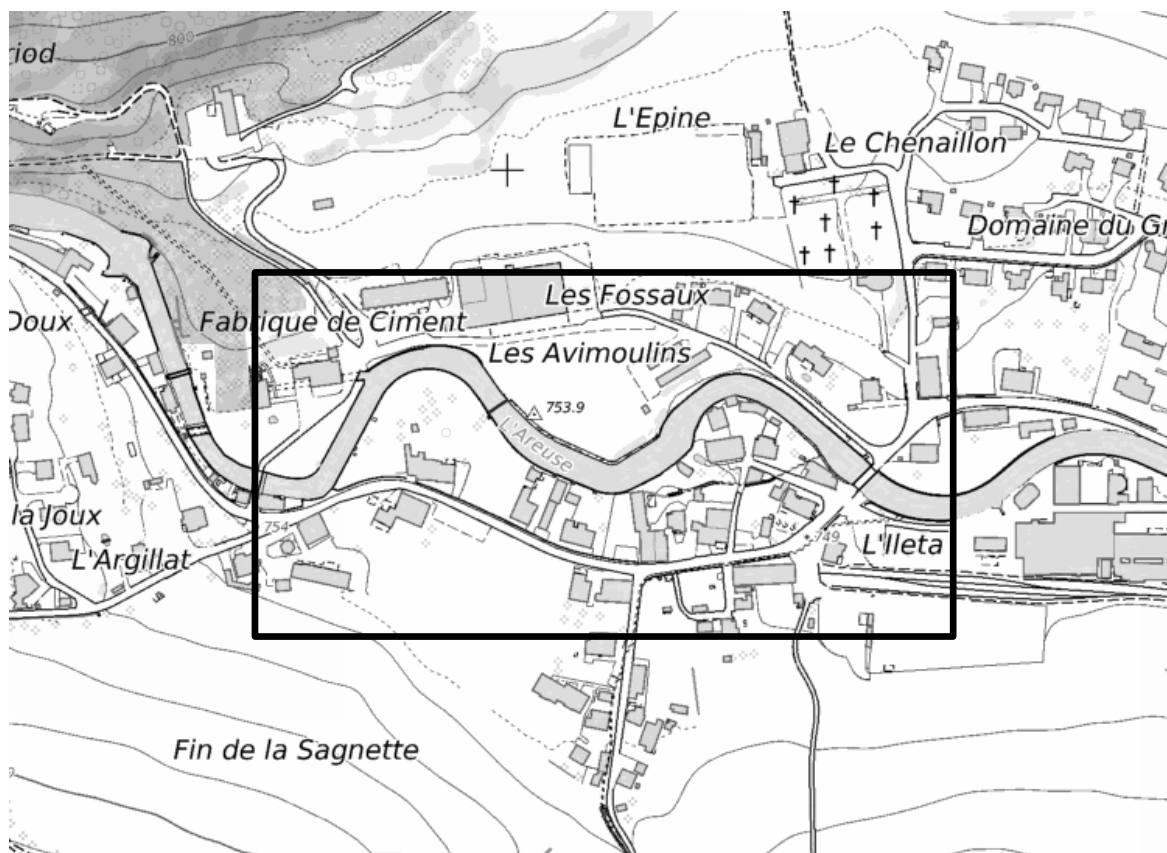 riod
800
L'Epine
Le Chenaillon
Domaine du Gr
Les Fossaux
Doux
Fabrique de Ciment
Les Avimoulins
753.9
L'Areuse
la Joux
754
749
L'Argillat
L'Ileta
Fin de la Sagnette